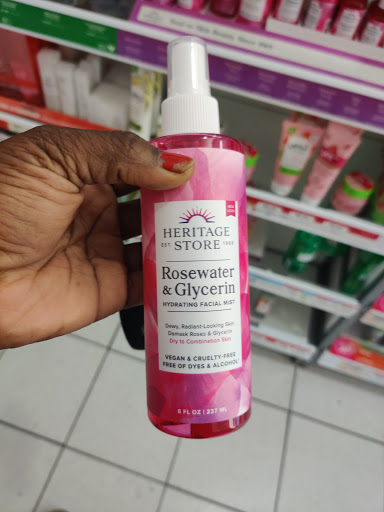 HERITAGE
EST STORE 1969
Rosewater
& Glycerin
HYDRATING FACIAL MIST
Dewy, Radiant-Looking Skin
Damask Roses & Glycerin
Dry to Combination Skin
VEGAN & CRUELTY-FREE
FREE OF DYES & ALCOHOL
8 FL OZ | 237 ML